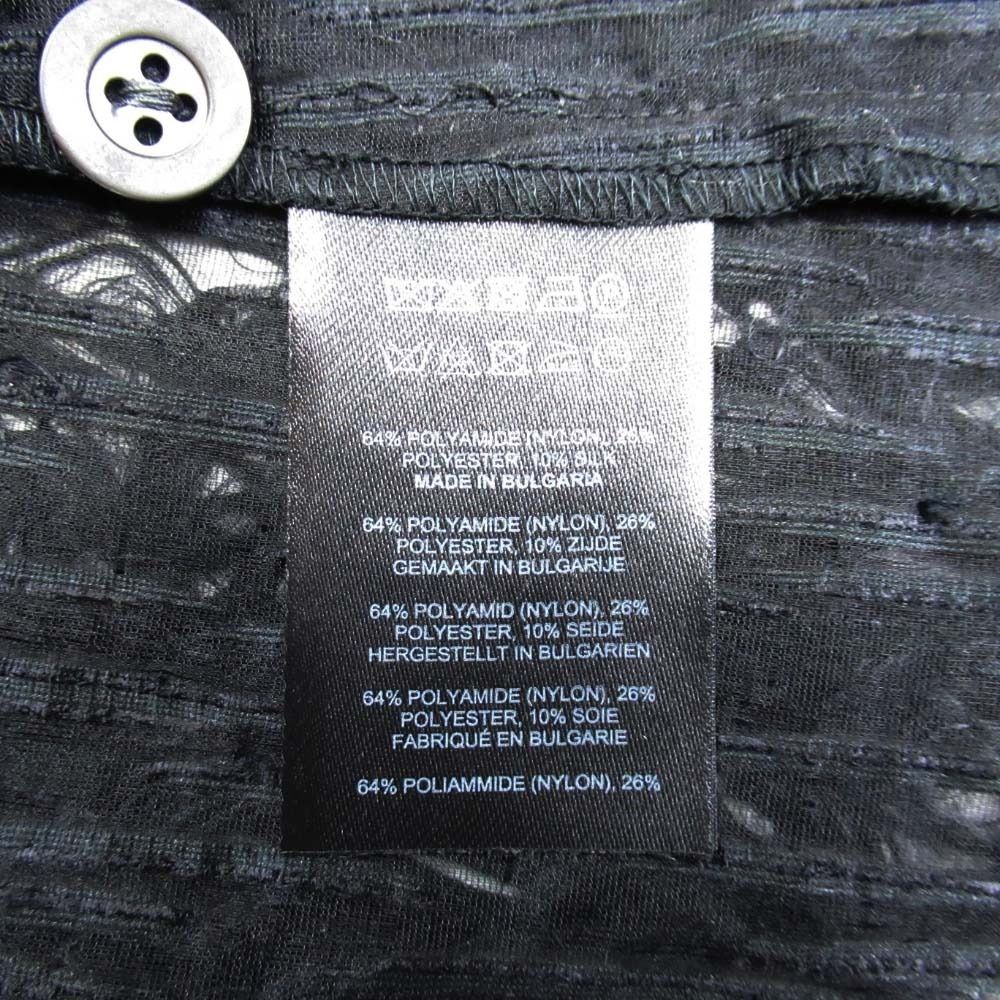 64% POLYAMIDE (NYLON), 26%
POLYESTER, 10% SILK
MADE IN BULGARIA
64% POLYAMIDE (NYLON), 26%
POLYESTER, 10% ZIJDE
GEMAAKT IN BULGARIJE
64% POLYAMID (NYLON), 26%
POLYESTER, 10% SEIDE
HERGESTELLT IN BULGARIEN
64% POLYAMIDE (NYLON), 26%
POLYESTER, 10% SOIE
FABRIQUÉ EN BULGARIE
64% POLIAMMIDE (NYLON), 26%